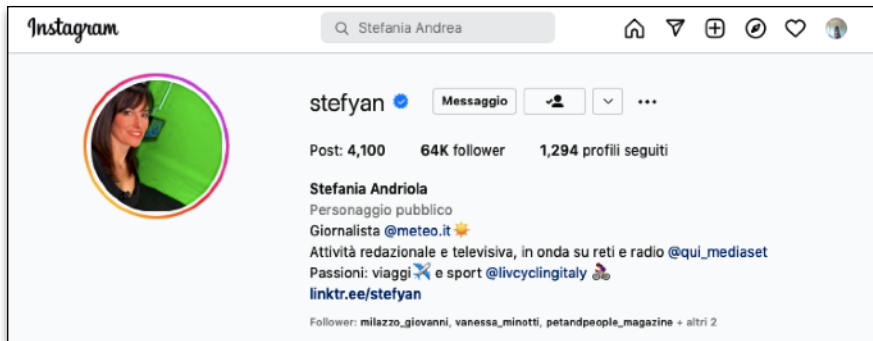 Instagram
Stefania Andrea
stefyan
Messaggio
Post: 4,100 64K follower 1,294 profili seguiti
Stefania Andriola
Personaggio pubblico
Giornalista @meteo.it☀️
Attività redazionale e televisiva, in onda su reti e radio @qui_mediaset
Passioni: viaggi✈️ e sport @livcyclingitaly 🚴🏽‍♀️
linktr.ee/stefyan
Follower: milazzo_giovanni, vanessa_minotti, petandpeople_magazine + altri 2